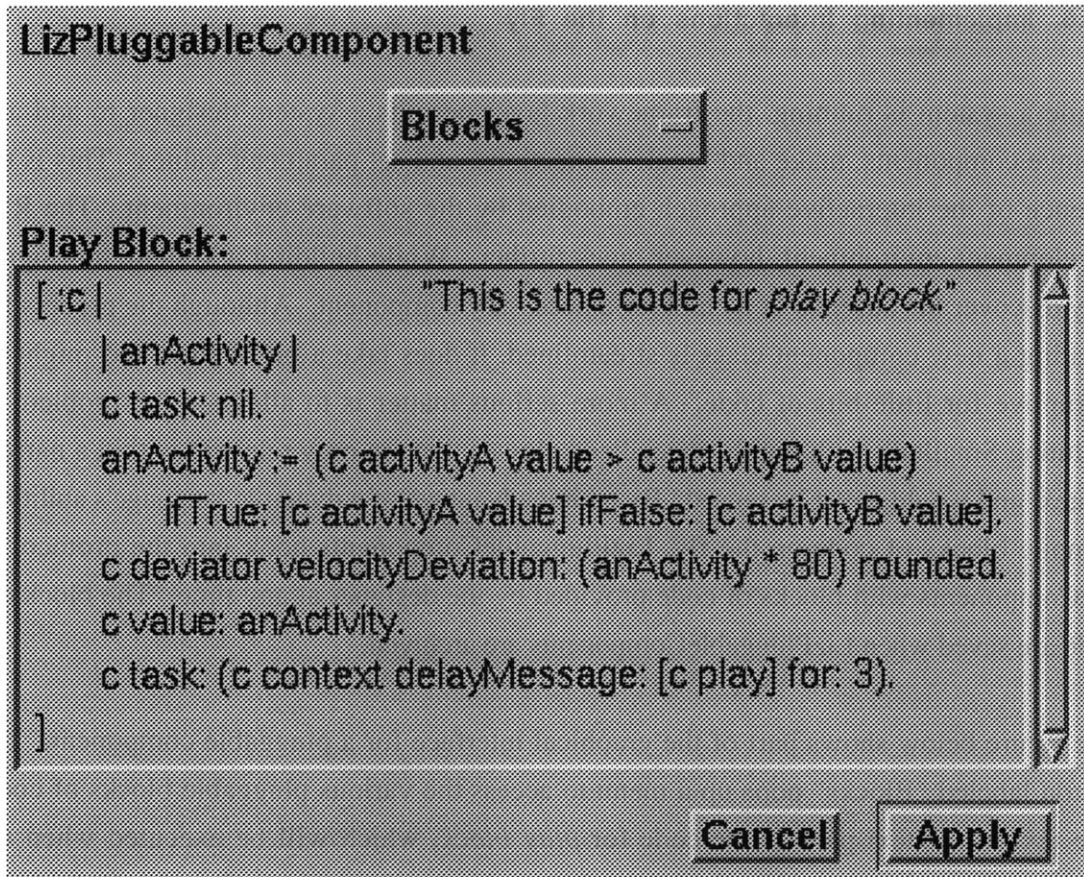 LizPluggableComponent
Blocks
Play Block:
[ :c | "This is the code for play block."
| anActivity |
c task: nil.
anActivity := (c activityA value > c activityB value)
ifTrue: [c activityA value] ifFalse: [c activityB value].
c deviator velocityDeviation: (anActivity * 80) rounded.
c value: anActivity.
c task: (c context delayMessage: [c play] for: 3).
]
Cancel Apply